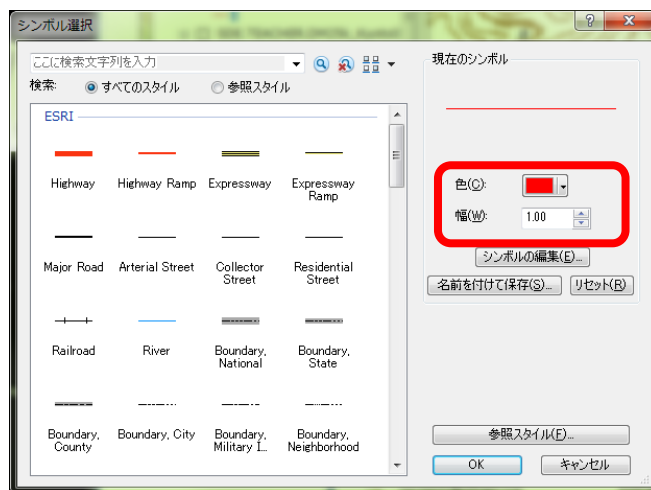 シンボル選択
ここに検索文字列を入力
検索: すべてのスタイル 参照スタイル
ESRI
Highway Highway Ramp Expressway Expressway
Ramp
Major Road Arterial Street Collector
Street Residential
Street
Railroad River Boundary,
National Boundary,
State
Boundary,
County Boundary, City Boundary,
Military I... Boundary,
Neighborhood
現在のシンボル
色(C):
幅(W): 1.00
シンボルの編集(E)...
名前を付けて保存(S)... リセット(R)
参照スタイル(F)...
OK キャンセル